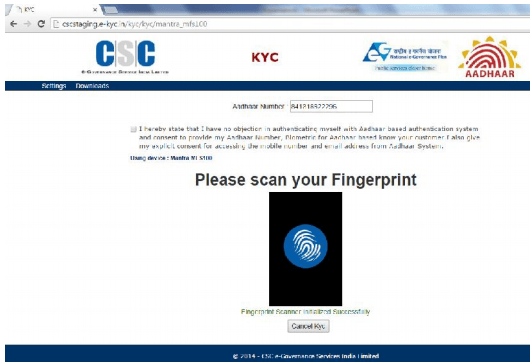 KYC
cscstaging.e-kyc.in/kyc/kyc/mantra_mfs100
CSC
e-Governance Services India Limited
KYC
राष्ट्रीय ई-गवर्नेंस योजना
National e-Governance Plan
AADHAAR
Settings Downloads
Aadhaar Number
I hereby state that I have no objection in authenticating myself with Aadhaar based authentication system
and consent to provide my Aadhaar Number, Biometric for Aadhaar based know your customer I also give
my explicit consent for accessing the mobile number and email address from Aadhaar System.
Using device : Mantra MFS100
Please scan your Fingerprint
Fingerprint Scanner Initialized Successfully
Cancel Kyc
© 2014 - CSC e-Governance Services India Limited